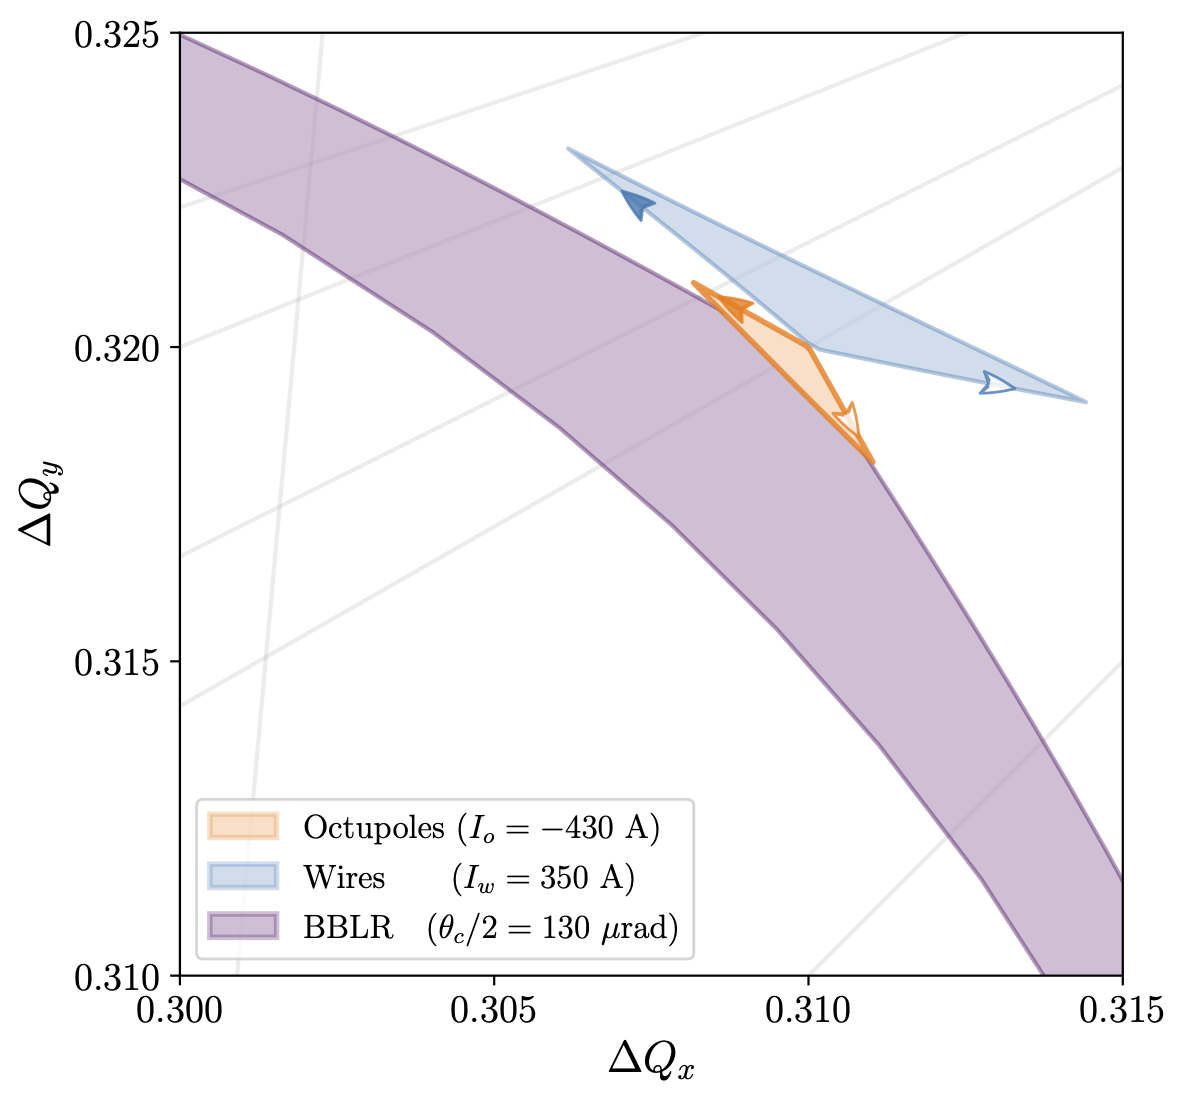 0.325
0.320
0.315
0.310
ΔQ_y
Octupoles (I_o = −430 A)
Wires (I_w = 350 A)
BBLR (θ_c/2 = 130 μrad)
0.300 0.305 0.310 0.315
ΔQ_x